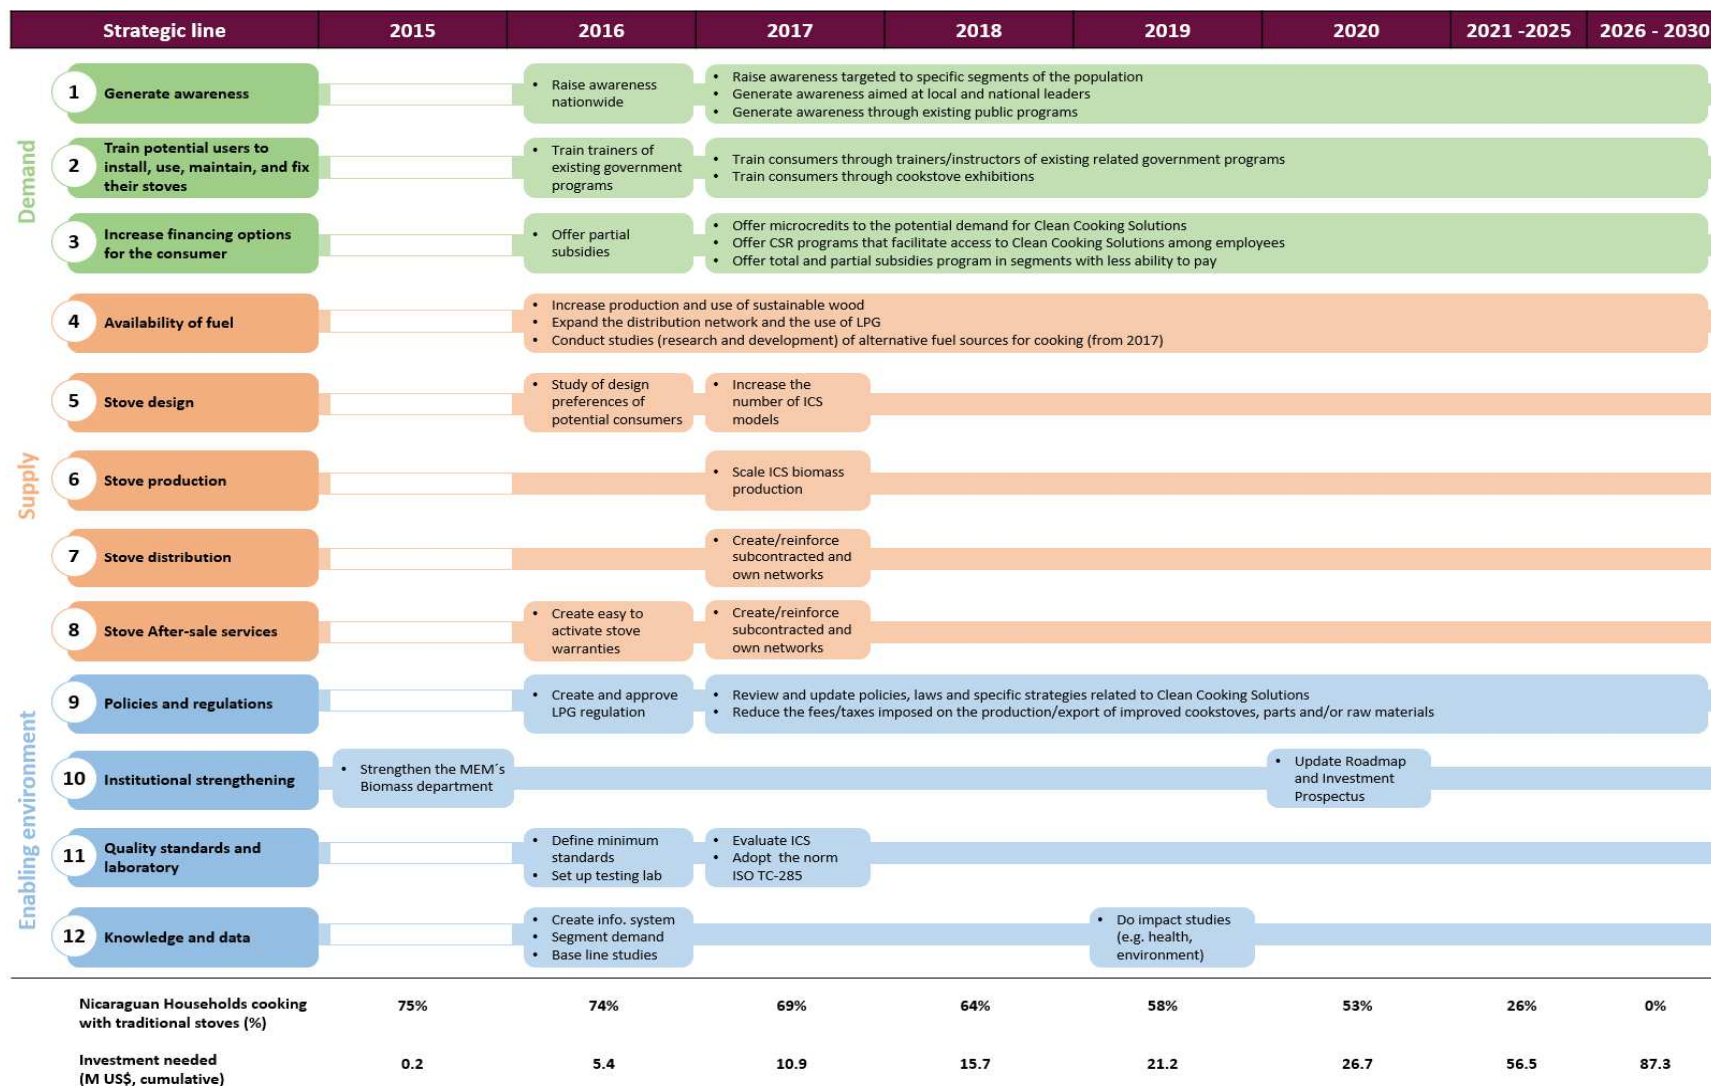 Strategic line 2015 2016 2017 2018 2019 2020 2021 -2025 2026 - 2030
Demand
1 Generate awareness
• Raise awareness
nationwide
• Raise awareness targeted to specific segments of the population
• Generate awareness aimed at local and national leaders
• Generate awareness through existing public programs
2 Train potential users to
install, use, maintain, and fix
their stoves
• Train trainers of
existing government
programs
• Train consumers through trainers/instructors of existing related government programs
• Train consumers through cookstove exhibitions
3 Increase financing options
for the consumer
• Offer partial
subsidies
• Offer microcredits to the potential demand for Clean Cooking Solutions
• Offer CSR programs that facilitate access to Clean Cooking Solutions among employees
• Offer total and partial subsidies program in segments with less ability to pay
Supply
4 Availability of fuel
• Increase production and use of sustainable wood
• Expand the distribution network and the use of LPG
• Conduct studies (research and development) of alternative fuel sources for cooking (from 2017)
5 Stove design
• Study of design
preferences of
potential consumers
• Increase the
number of ICS
models
6 Stove production
• Scale ICS biomass
production
7 Stove distribution
• Create/reinforce
subcontracted and
own networks
8 Stove After-sale services
• Create easy to
activate stove
warranties
• Create/reinforce
subcontracted and
own networks
Enabling environment
9 Policies and regulations
• Create and approve
LPG regulation
• Review and update policies, laws and specific strategies related to Clean Cooking Solutions
• Reduce the fees/taxes imposed on the production/export of improved cookstoves, parts and/or raw materials
10 Institutional strengthening
• Strengthen the MEM´s
Biomass department
• Update Roadmap
and Investment
Prospectus
11 Quality standards and
laboratory
• Define minimum
standards
• Set up testing lab
• Evaluate ICS
• Adopt the norm
ISO TC-285
12 Knowledge and data
• Create info. system
• Segment demand
• Base line studies
• Do impact studies
(e.g. health,
environment)
Nicaraguan Households cooking
with traditional stoves (%)
75% 74% 69% 64% 58% 53% 26% 0%
Investment needed
(M US$, cumulative)
0.2 5.4 10.9 15.7 21.2 26.7 56.5 87.3